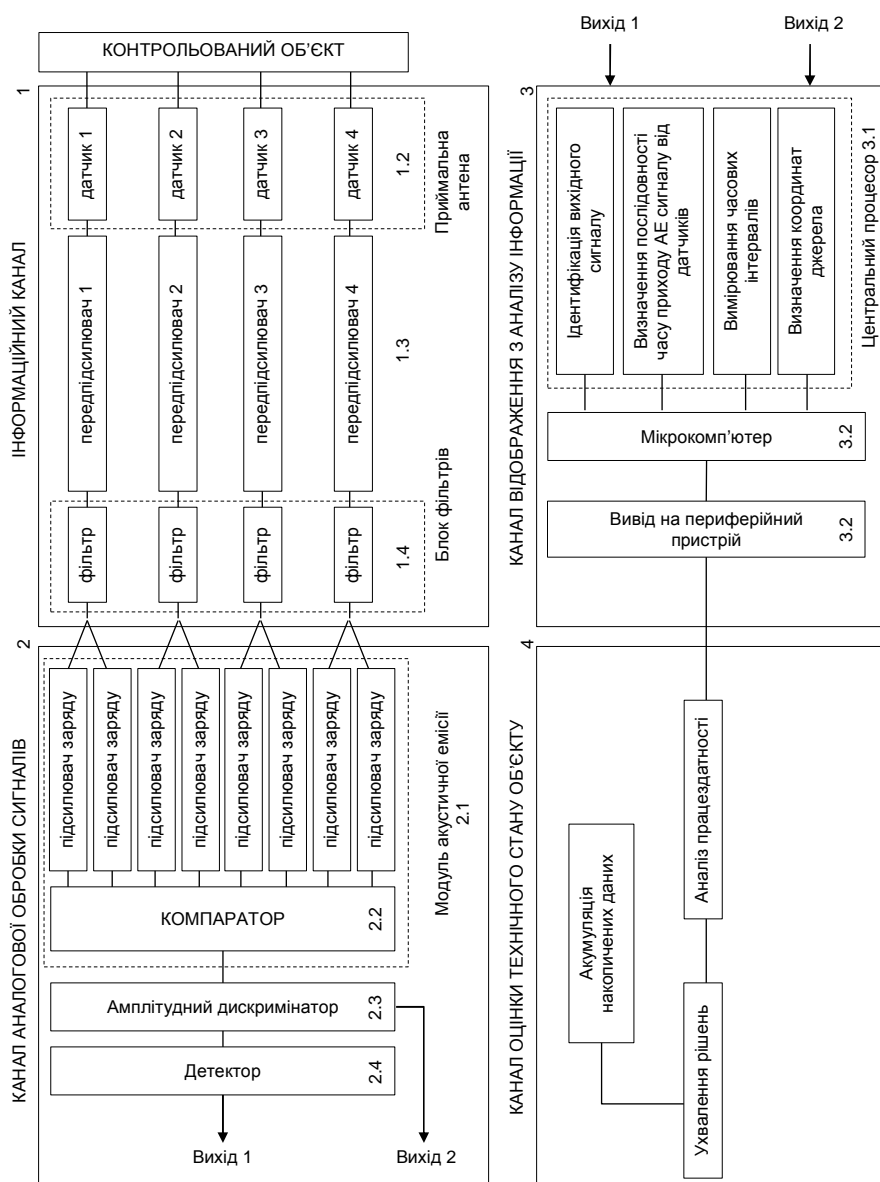 КОНТРОЛЬОВАНИЙ ОБ’ЄКТ
1
ІНФОРМАЦІЙНИЙ КАНАЛ
датчик 1
датчик 2
датчик 3
датчик 4
1.2
Приймальна
антена
передпідсилювач 1
передпідсилювач 2
передпідсилювач 3
передпідсилювач 4
1.3
фільтр
фільтр
фільтр
фільтр
1.4
Блок фільтрів
2
КАНАЛ АНАЛОГОВОЇ ОБРОБКИ СИГНАЛІВ
підсилювач заряду
підсилювач заряду
підсилювач заряду
підсилювач заряду
підсилювач заряду
підсилювач заряду
підсилювач заряду
підсилювач заряду
Модуль акустичної емісії
2.1
КОМПАРАТОР
2.2
Амплітудний дискримінатор
2.3
Детектор
2.4
Вихід 1
Вихід 2
Вихід 1
Вихід 2
3
КАНАЛ ВІДОБРАЖЕННЯ З АНАЛІЗУ ІНФОРМАЦІЇ
Ідентифікація вихідного
сигналу
Визначення послідовності
часу приходу АЕ сигналу від
датчиків
Вимірювання часових
інтервалів
Визначення координат
джерела
Центральний процесор 3.1
Мікрокомп’ютер
3.2
Вивід на периферійний
пристрій
3.2
4
КАНАЛ ОЦІНКИ ТЕХНІЧНОГО СТАНУ ОБ’ЄКТУ
Аналіз працездатності
Акумуляція
накопичених даних
Ухвалення рішень